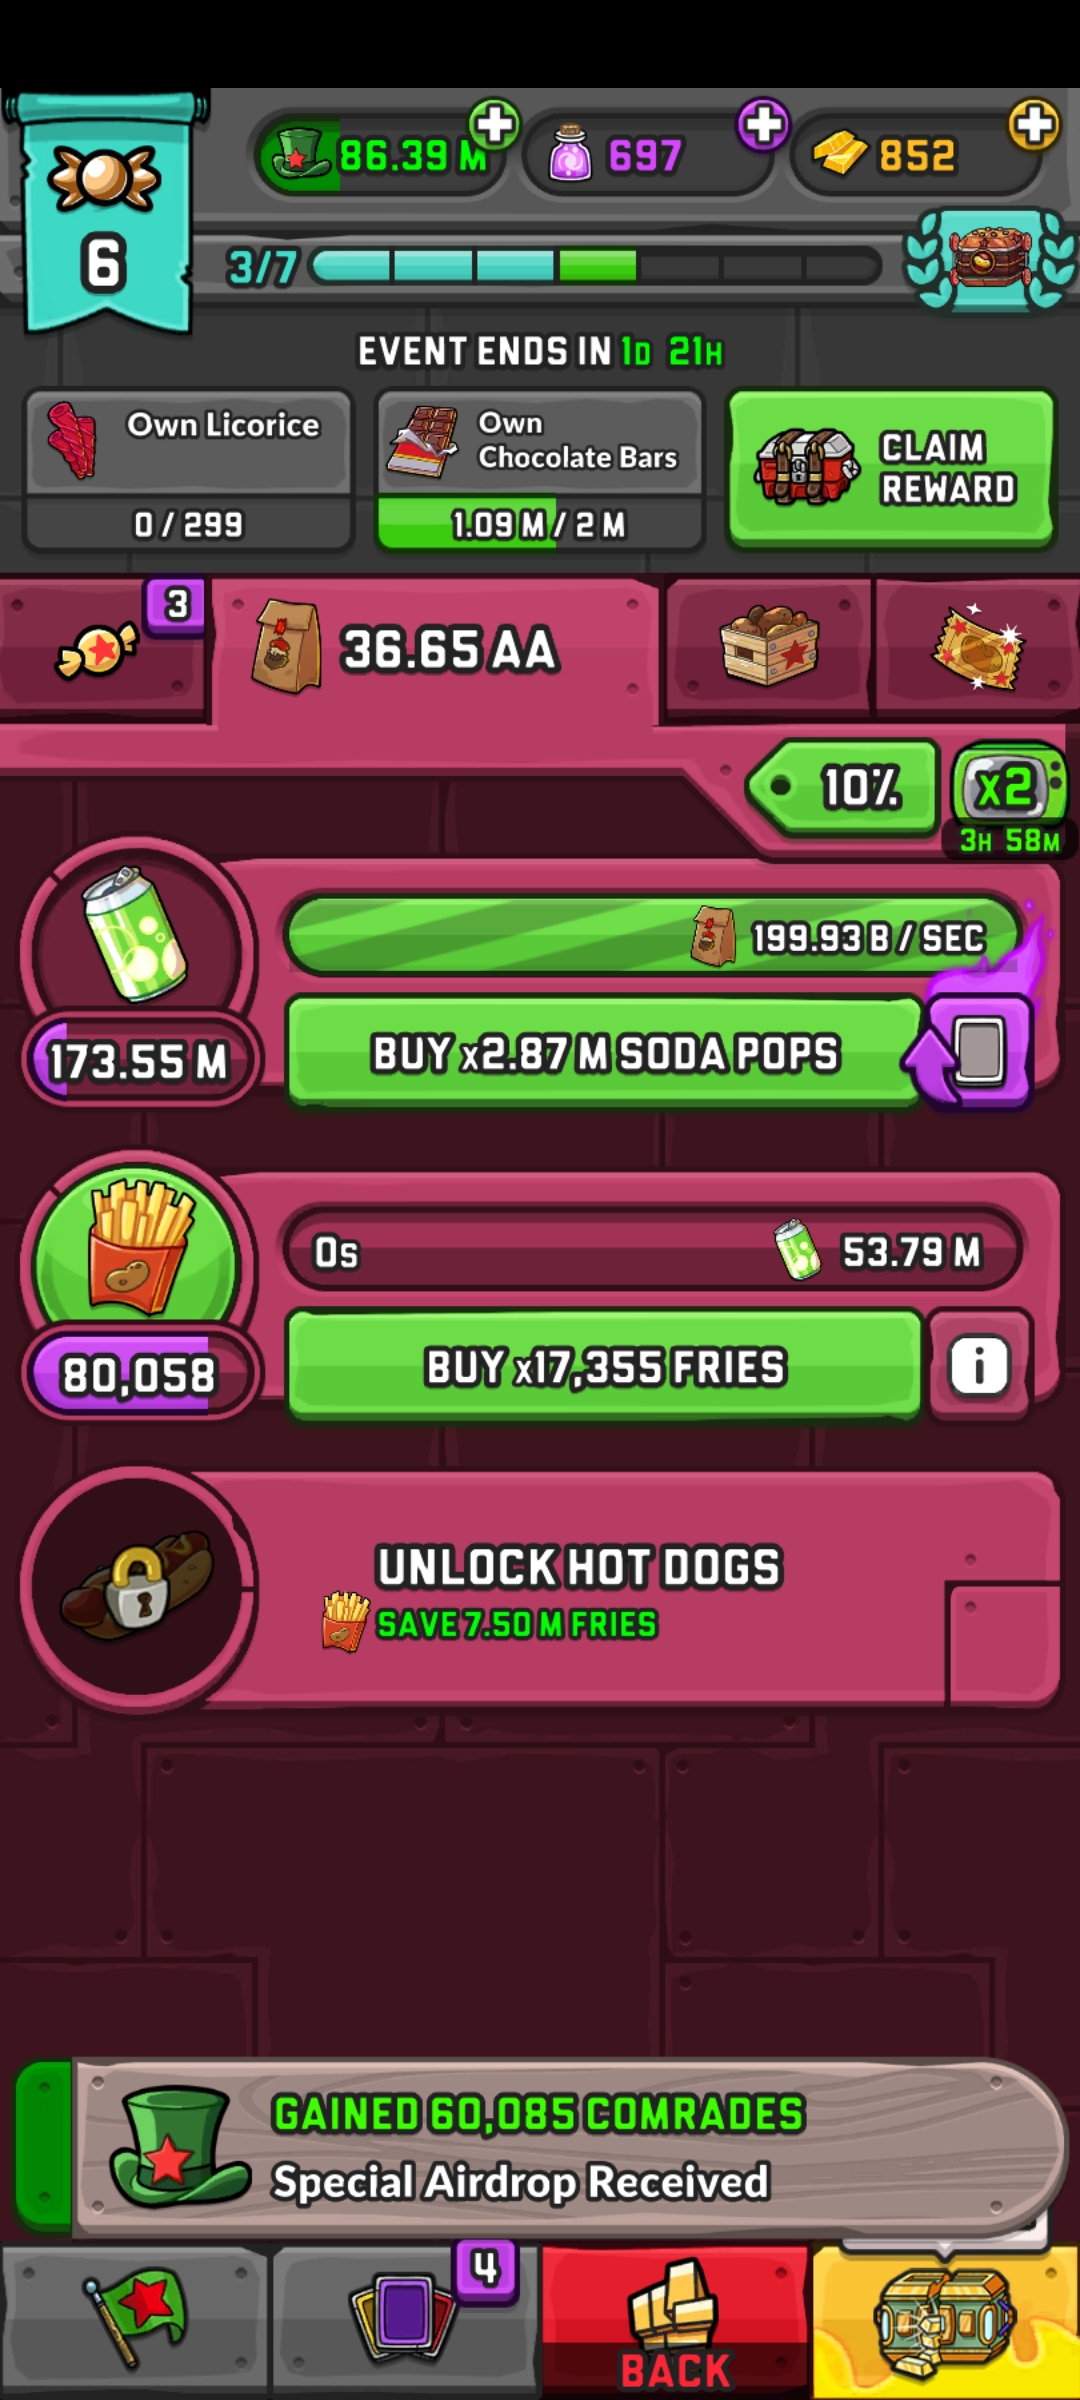 86.39 M
697
852
6
3/7
EVENT ENDS IN 1D 21H
Own Licorice
0 / 299
Own
Chocolate Bars
1.09 M / 2 M
CLAIM
REWARD
3
36.65 AA
10%
x2
3H 58M
199.93 B / SEC
173.55 M
BUY x2.87 M SODA POPS
0s
53.79 M
80,058
BUY x17,355 FRIES
i
UNLOCK HOT DOGS
SAVE 7.50 M FRIES
GAINED 60,085 COMRADES
Special Airdrop Received
4
BACK